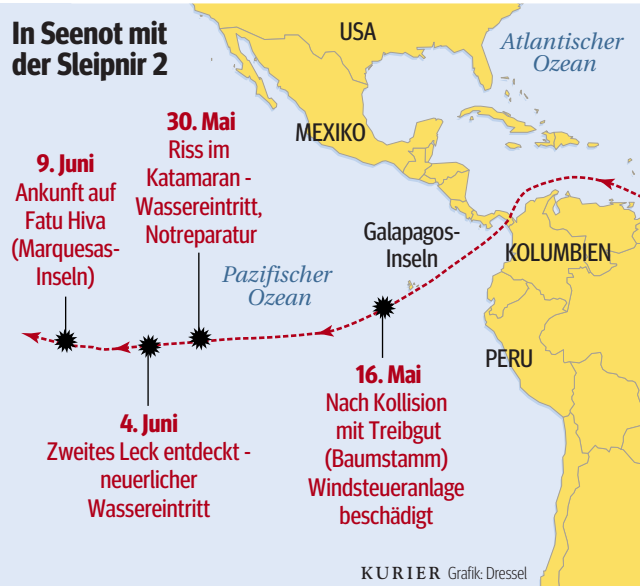 In Seenot mit
der Sleipnir 2
USA
Atlantischer
Ozean
MEXIKO
30. Mai
Riss im
Katamaran -
Wassereintritt,
Notreparatur
9. Juni
Ankunft auf
Fatu Hiva
(Marquesas-
Inseln)
Galapagos-
Inseln
KOLUMBIEN
Pazifischer
Ozean
PERU
16. Mai
Nach Kollision
mit Treibgut
(Baumstamm)
Windsteueranlage
beschädigt
4. Juni
Zweites Leck entdeckt -
neuerlicher
Wassereintritt
KURIER Grafik: Dressel